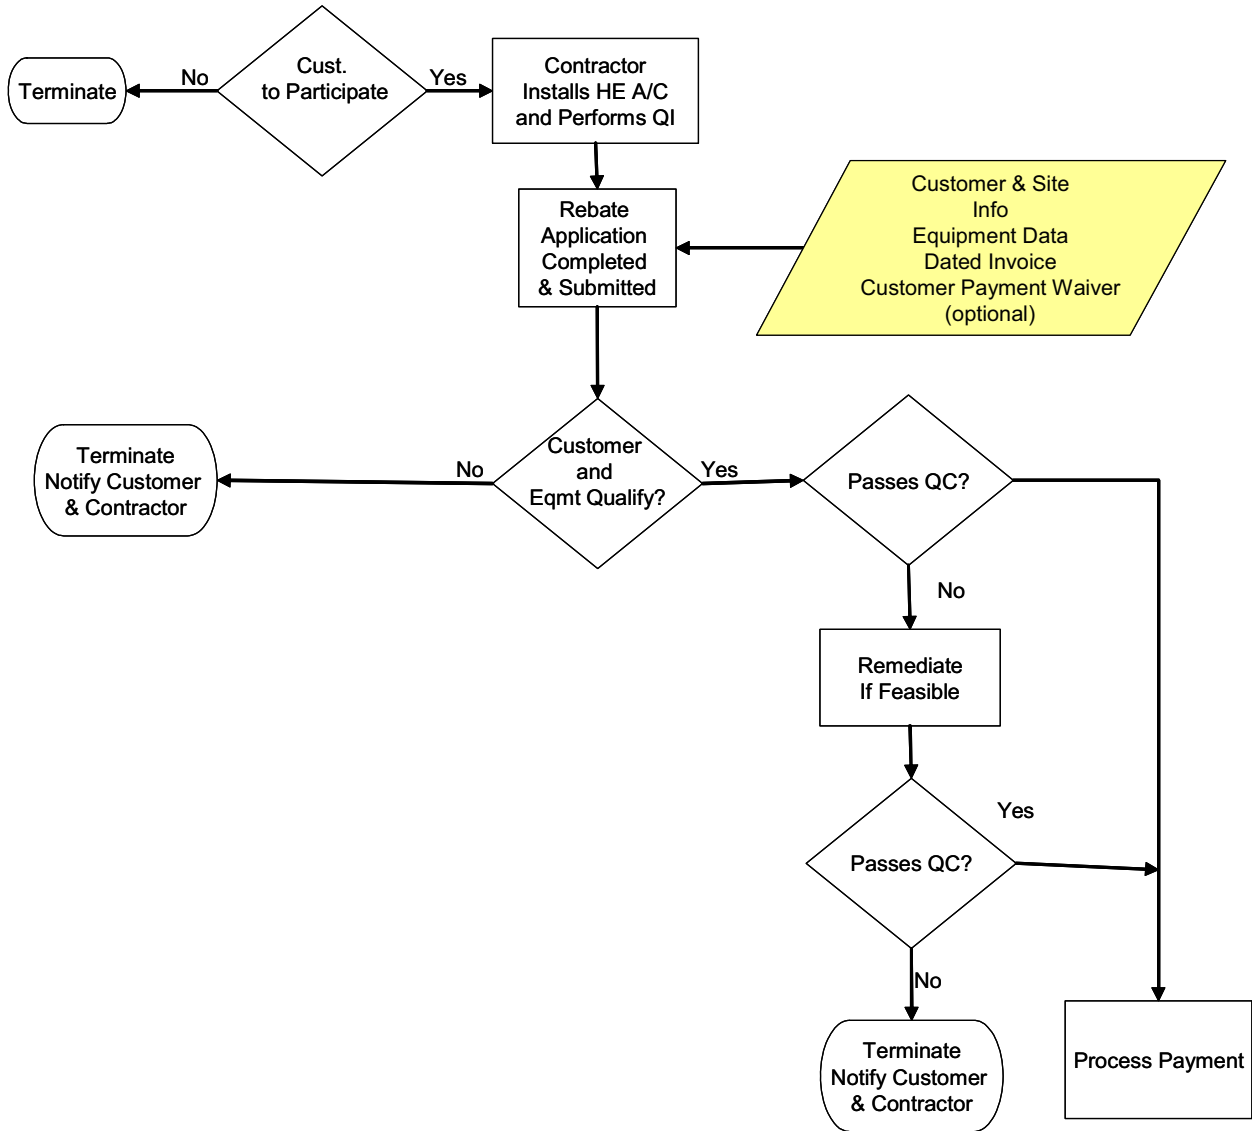 Terminate
No
Cust.
to Participate
Yes
Contractor
Installs HE A/C
and Performs QI
Rebate
Application
Completed
& Submitted
Customer & Site
Info
Equipment Data
Dated Invoice
Customer Payment Waiver
(optional)
Terminate
Notify Customer
& Contractor
No
Customer
and
Eqmt Qualify?
Yes
Passes QC?
No
Remediate
If Feasible
Passes QC?
Yes
No
Terminate
Notify Customer
& Contractor
Process Payment